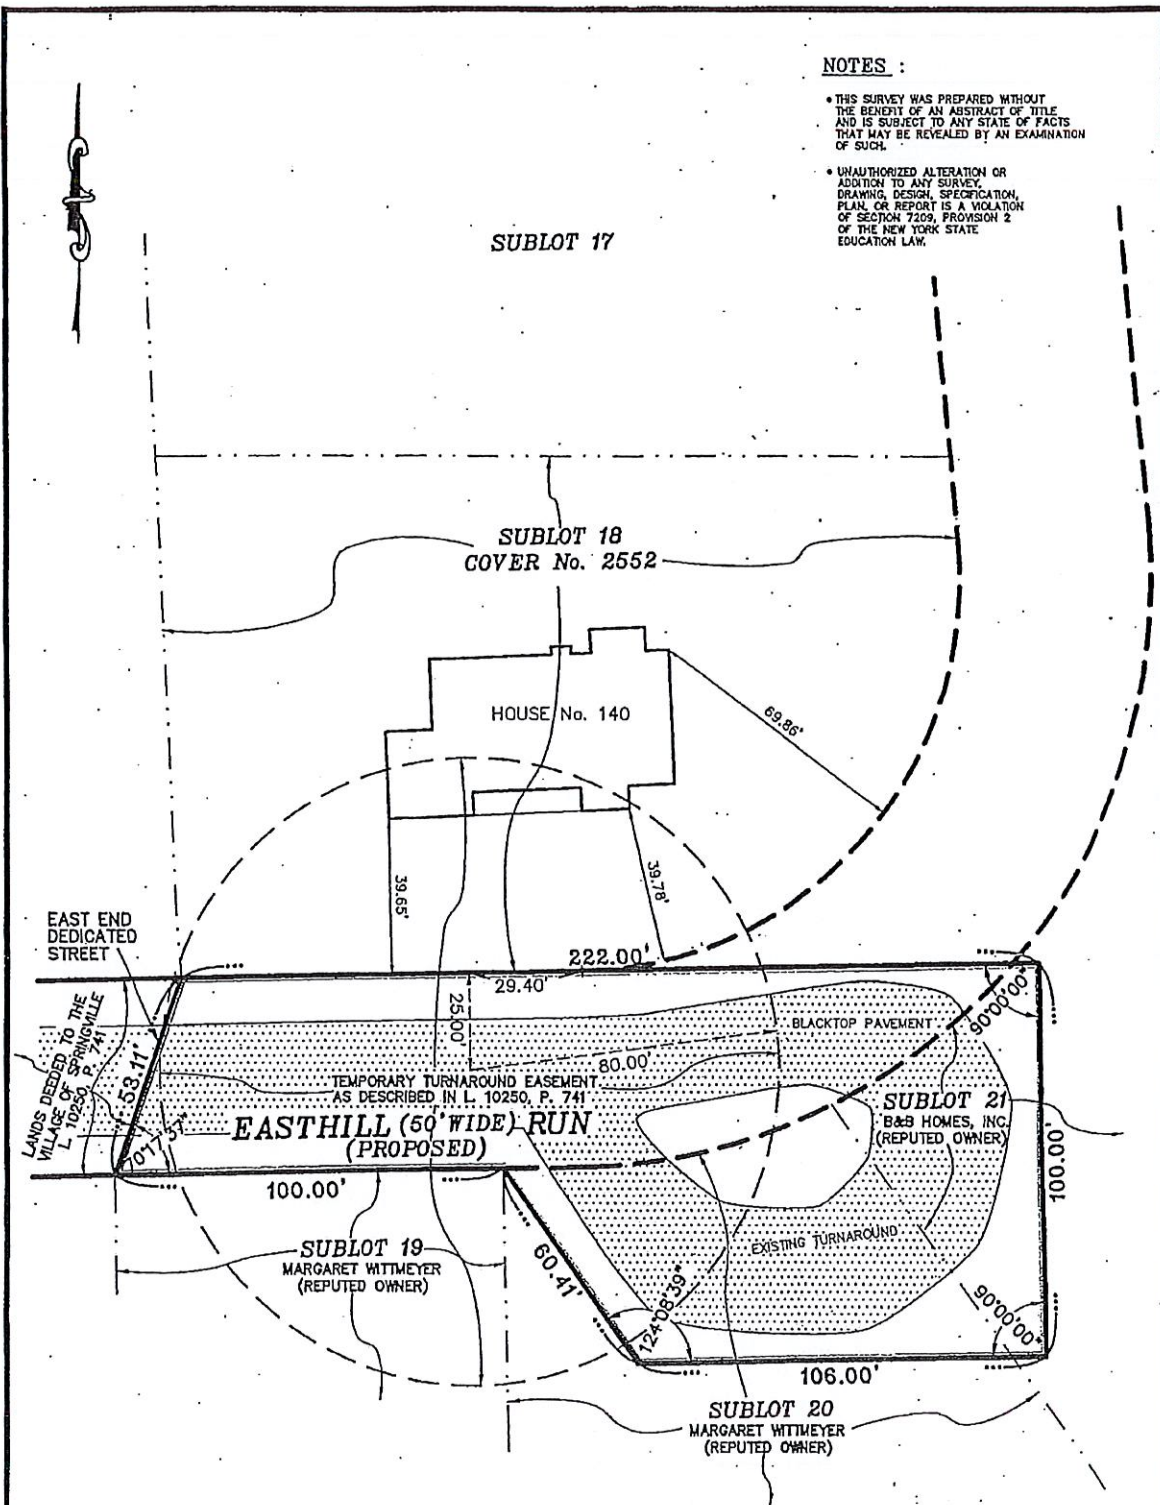 NOTES :
• THIS SURVEY WAS PREPARED WITHOUT
THE BENEFIT OF AN ABSTRACT OF TITLE
AND IS SUBJECT TO ANY STATE OF FACTS
THAT MAY BE REVEALED BY AN EXAMINATION
OF SUCH.
• UNAUTHORIZED ALTERATION OR
ADDITION TO ANY SURVEY,
DRAWING, DESIGN, SPECIFICATION,
PLAN, OR REPORT IS A VIOLATION
OF SECTION 7209, PROVISION 2
OF THE NEW YORK STATE
EDUCATION LAW.
SUBLOT 17
SUBLOT 18
COVER No. 2552
HOUSE No. 140
69.86'
39.65'
39.78'
EAST END
DEDICATED
STREET
222.00'
29.40'
25.00'
80.00'
BLACKTOP PAVEMENT
90°00'00"
LANDS DEEDED TO THE
VILLAGE OF SPRINGVILLE
L. 10250, P. 741
53.11'
70°17'37"
TEMPORARY TURNAROUND EASEMENT
AS DESCRIBED IN L. 10250, P. 741
EASTHILL (50' WIDE) RUN
(PROPOSED)
SUBLOT 21
B&B HOMES, INC.
(REPUTED OWNER)
100.00'
100.00'
SUBLOT 19
MARGARET WITTMEYER
(REPUTED OWNER)
60.41'
EXISTING TURNAROUND
124°08'39"
90°00'00"
106.00'
SUBLOT 20
MARGARET WITTMEYER
(REPUTED OWNER)